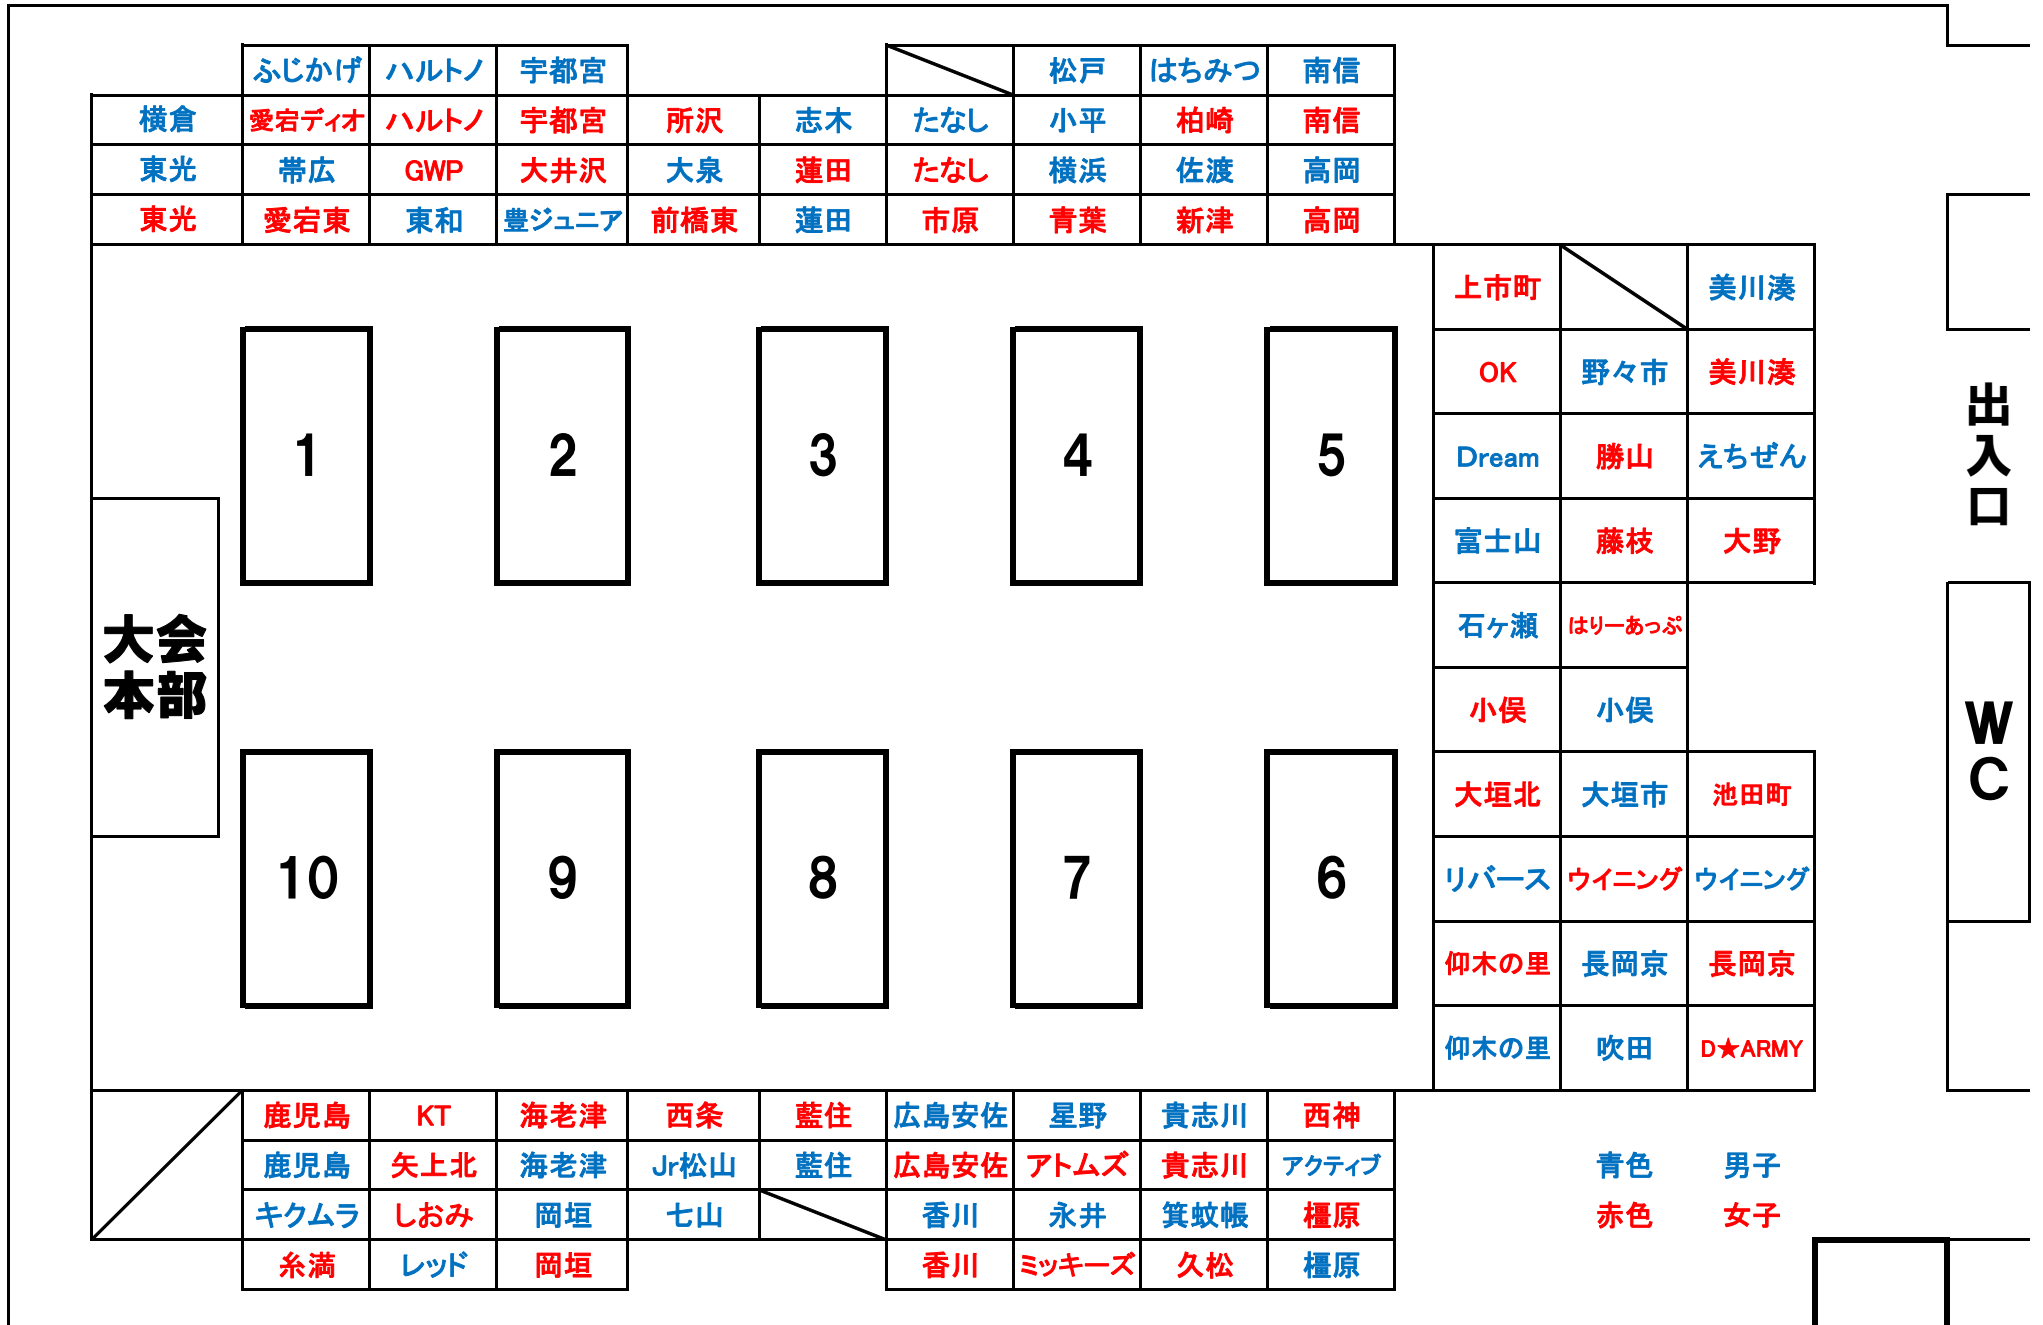 ふじかげ ハルトノ 宇都宮 松戸 はちみつ 南信
横倉 愛宕ディオ ハルトノ 宇都宮 所沢 志木 たなし 小平 柏崎 南信
東光 帯広 GWP 大井沢 大泉 蓮田 たなし 横浜 佐渡 高岡
東光 愛宕東 東和 豊ジュニア 前橋東 蓮田 市原 青葉 新津 高岡
上市町 美川湊
OK 野々市 美川湊
1 2 3 4 5
Dream 勝山 えちぜん
富士山 藤枝 大野
出入口
石ヶ瀬 はりーあっぷ
大会
本部
小俣 小俣
WC
大垣北 大垣市 池田町
10 9 8 7 6
リバース ウイニング ウイニング
仰木の里 長岡京 長岡京
仰木の里 吹田 D★ARMY
鹿児島 KT 海老津 西条 藍住 広島安佐 星野 貴志川 西神
鹿児島 矢上北 海老津 Jr松山 藍住 広島安佐 アトムズ 貴志川 アクティブ
キクムラ しおみ 岡垣 七山 香川 永井 箕蚊帳 橿原
糸満 レッド 岡垣 香川 ミッキーズ 久松 橿原
青色 男子
赤色 女子